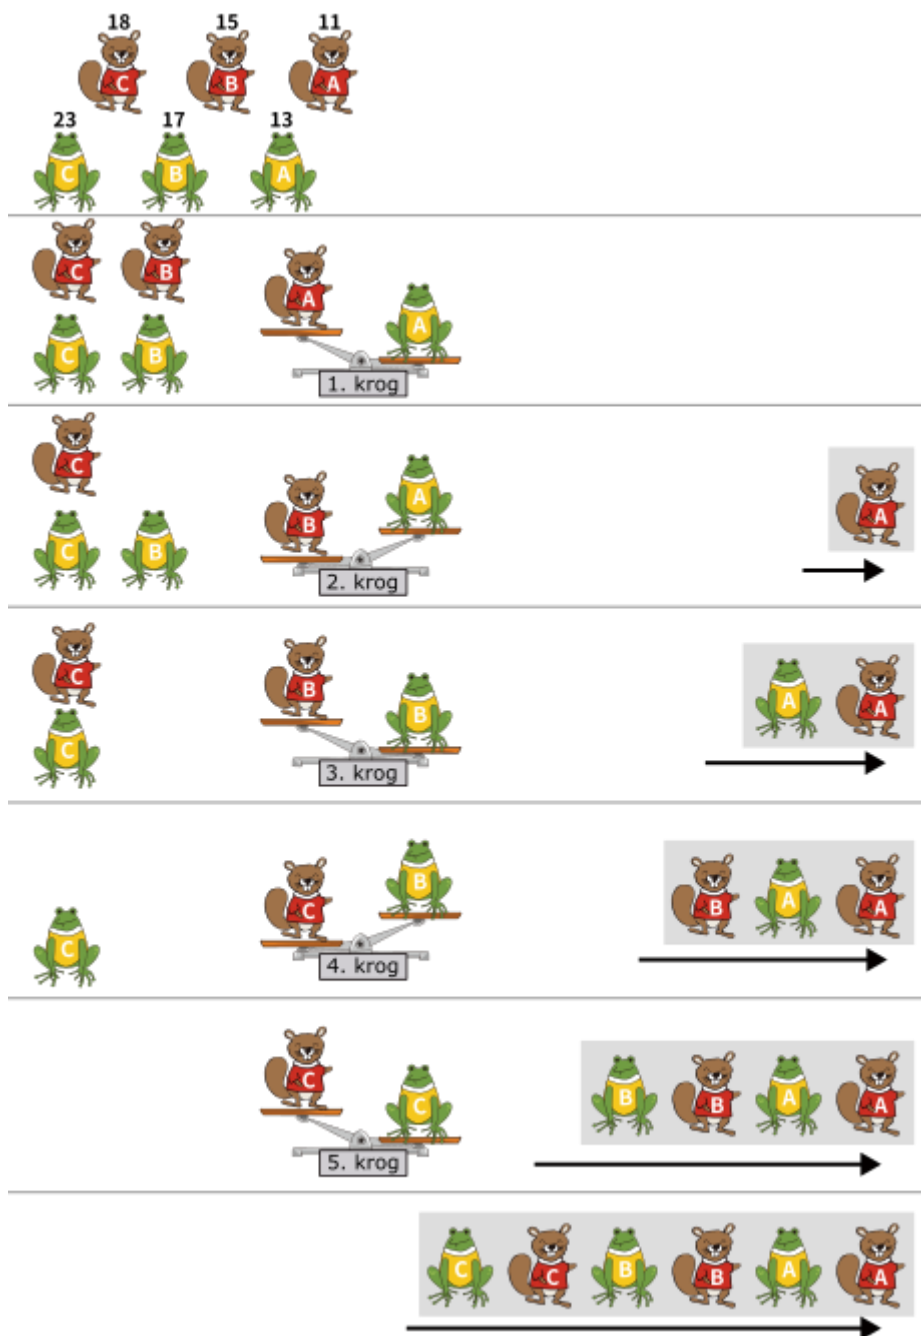 18 15 11
C B A
23 17 13
C B A
C B
A
A
C B
1. krog
C
A
B
A
C B
2. krog
C
B
A A
B
C
3. krog
B
C
B A A
C
4. krog
C
C
B B A A
5. krog
C C B B A A